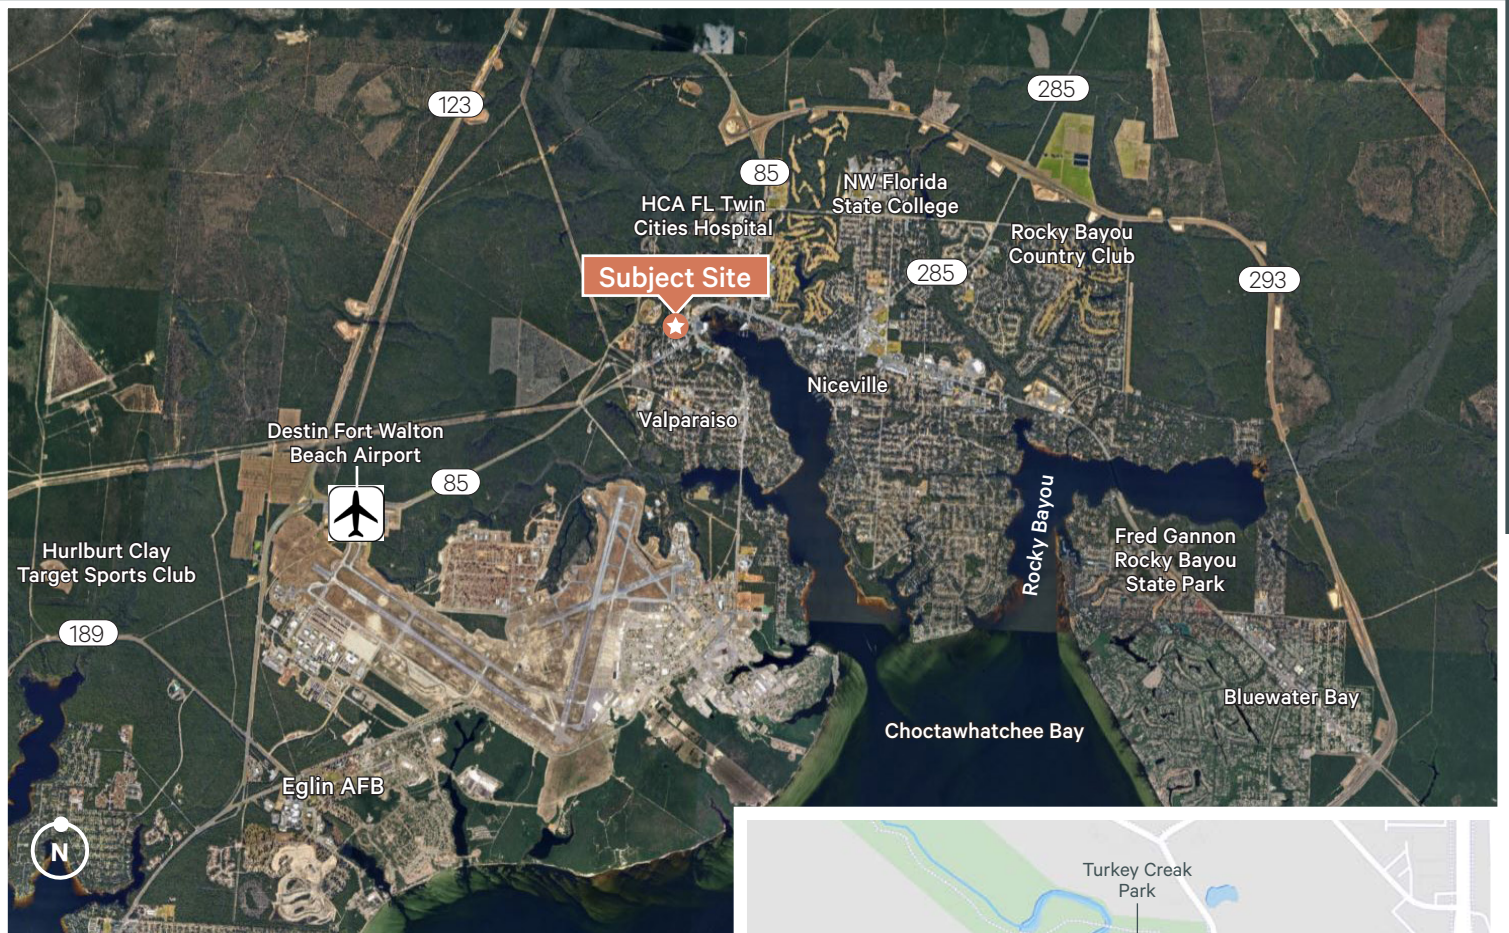 123
285
85
NW Florida
State College
HCA FL Twin
Cities Hospital
Rocky Bayou
Country Club
Subject Site
285
293
Niceville
Valparaiso
Destin Fort Walton
Beach Airport
85
Rocky Bayou
Fred Gannon
Rocky Bayou
State Park
Hurlburt Clay
Target Sports Club
189
Bluewater Bay
Choctawhatchee Bay
Eglin AFB
N
Turkey Creak
Park